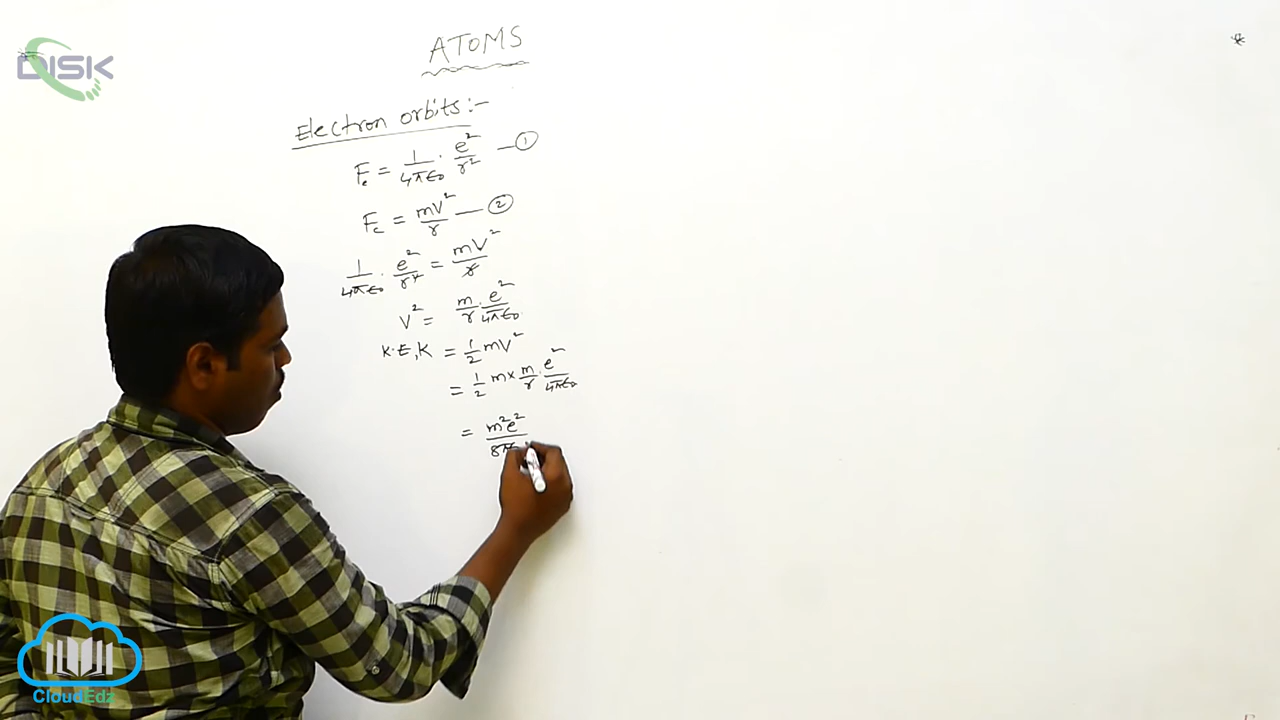 DISK
ATOMS
Electron orbits:-
Fe = 1/4πε0 · e²/r² — ①
Fc = mV²/r — ②
1/4πε0 · e²/r² = mV²/r
V² = m/r · e²/4πε0
K.E, K = 1/2 mV²
= 1/2 m × m/r · e²/4πε0
= m²e²/8π
CloudEdz